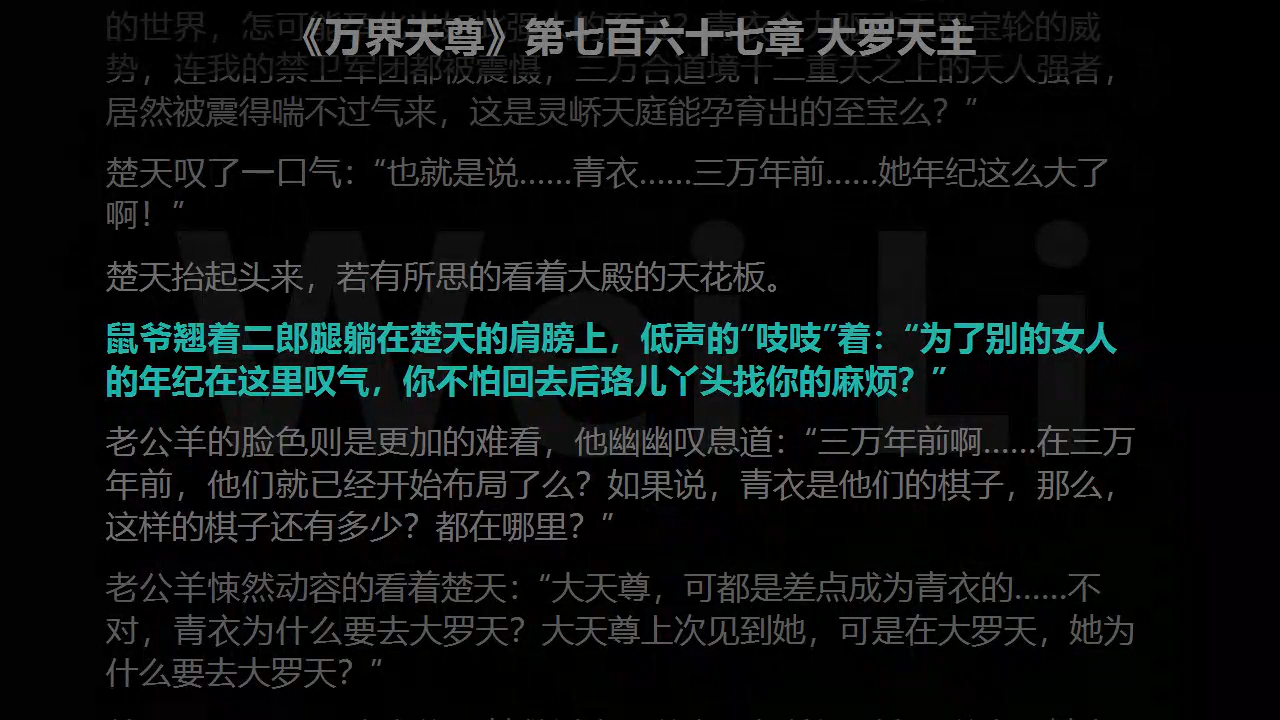 《万界天尊》第七百六十七章 大罗天主
势，连我的禁卫军团都被震慑，三万合道境十二重天之上的天人强者，
居然被震得喘不过气来，这是灵峤天庭能孕育出的至宝么？”
楚天叹了一口气：“也就是说……青衣……三万年前……她年纪这么大了
啊！”
楚天抬起头来，若有所思的看着大殿的天花板。
鼠爷翘着二郎腿躺在楚天的肩膀上，低声的“吱吱”着：“为了别的女人
的年纪在这里叹气，你不怕回去后珞儿丫头找你的麻烦？”
老公羊的脸色则是更加的难看，他幽幽叹息道：“三万年前啊……在三万
年前，他们就已经开始布局了么？如果说，青衣是他们的棋子，那么，
这样的棋子还有多少？都在哪里？”
老公羊悚然动容的看着楚天：“大天尊，可都是差点成为青衣的……不
对，青衣为什么要去大罗天？大天尊上次见到她，可是在大罗天，她为
什么要去大罗天？”
Wei Li